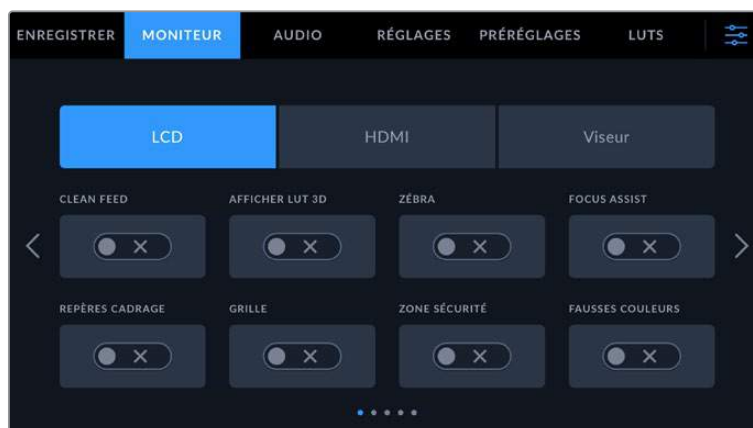 ENREGISTRER MONITEUR AUDIO RÉGLAGES PRÉRÉGLAGES LUTS
LCD HDMI Viseur
CLEAN FEED AFFICHER LUT 3D ZÉBRA FOCUS ASSIST
REPÈRES CADRAGE GRILLE ZONE SÉCURITÉ FAUSSES COULEURS